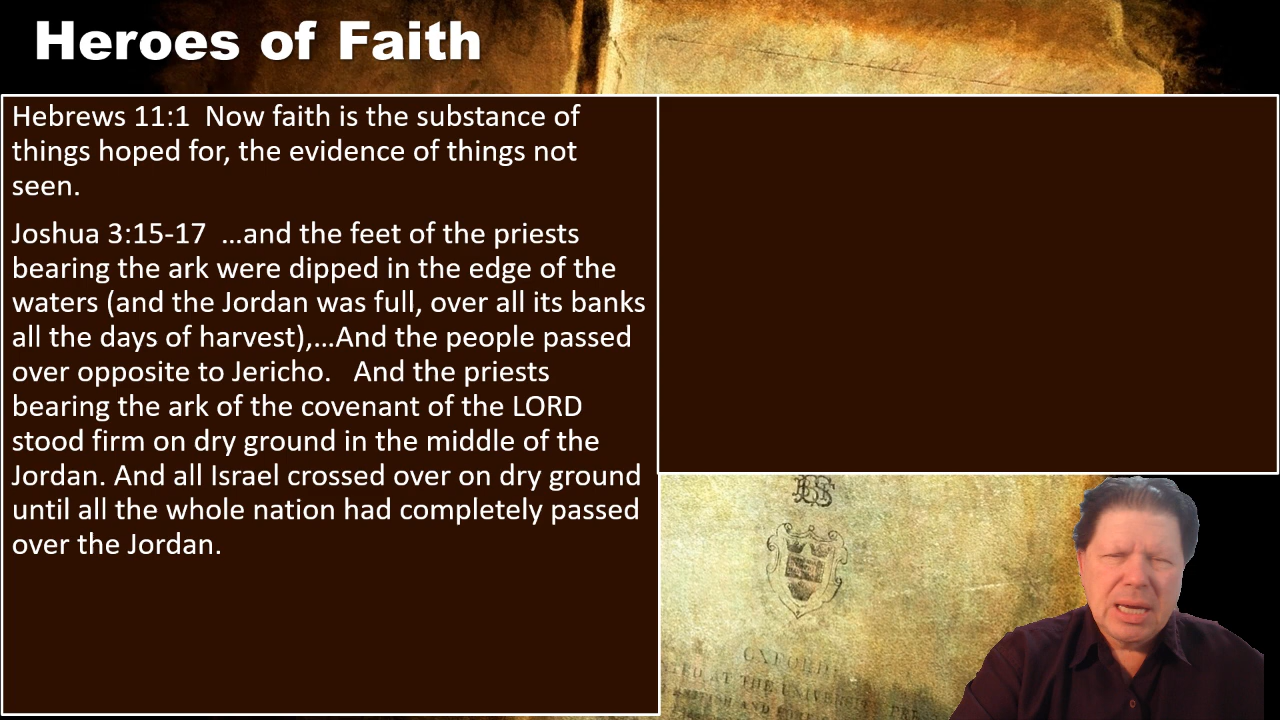 Heroes of Faith
Hebrews 11:1  Now faith is the substance of
things hoped for, the evidence of things not
seen.
Joshua 3:15-17  …and the feet of the priests
bearing the ark were dipped in the edge of the
waters (and the Jordan was full, over all its banks
all the days of harvest),…And the people passed
over opposite to Jericho.   And the priests
bearing the ark of the covenant of the LORD
stood firm on dry ground in the middle of the
Jordan. And all Israel crossed over on dry ground
until all the whole nation had completely passed
over the Jordan.
OXFORD
AT THE UNIVERSITY